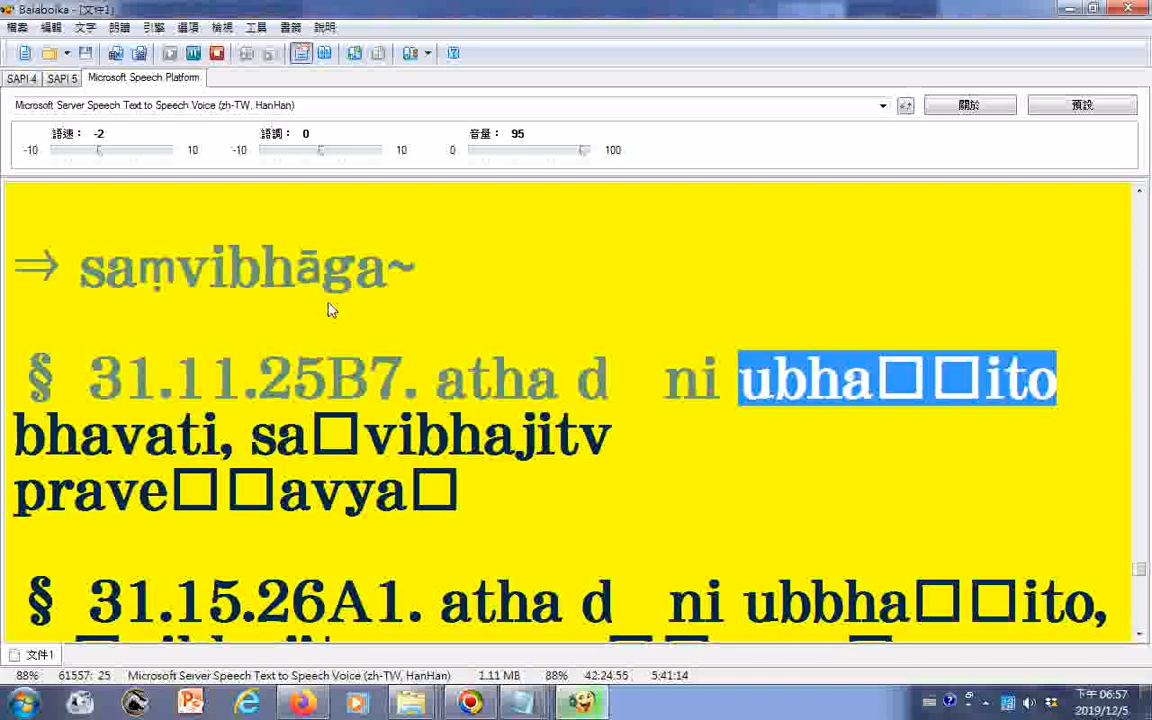 Balabolka - [文件1]
檔案 編輯 文字 朗讀 引擎 選項 檢視 工具 書籤 說明
SAPI 4 SAPI 5 Microsoft Speech Platform
Microsoft Server Speech Text to Speech Voice (zh-TW, HanHan) 關於 預設
語速： -2 語調： 0 音量： 95
-10 10 -10 10 0 100
⇒ saṃvibhāga~
§ 31.11.25B7. atha d ni ubha□□ito
bhavati, sa□vibhajitv
prave□□avya□
§ 31.15.26A1. atha d ni ubbha□□ito,
文件1
88% 61557: 25 Microsoft Server Speech Text to Speech Voice (zh-TW, HanHan) 1.11 MB 88% 42:24:55 5:41:14
下午 06:57
2019/12/5